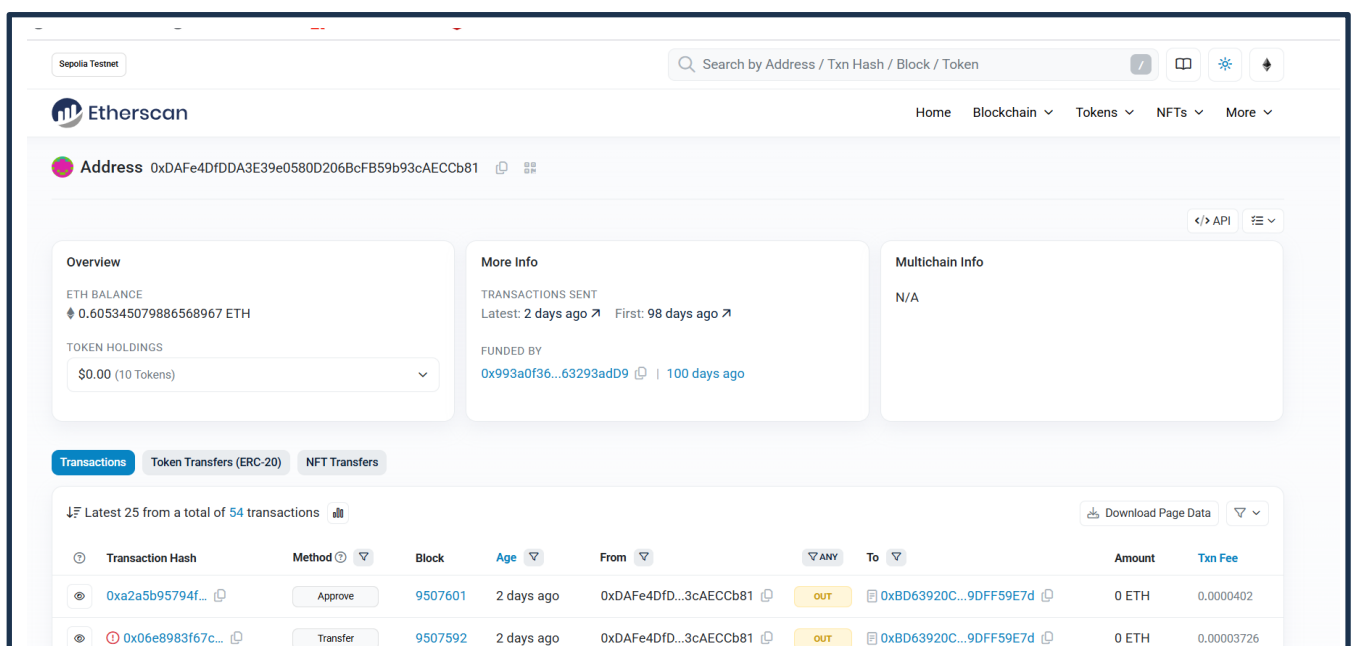 Sepolia Testnet
Search by Address / Txn Hash / Block / Token
/
Etherscan
Home Blockchain Tokens NFTs More
Address 0xDAFe4DfDDA3E39e0580D206BcFB59b93cAECCb81
</> API
Overview
ETH BALANCE
0.605345079886568967 ETH
TOKEN HOLDINGS
$0.00 (10 Tokens)
More Info
TRANSACTIONS SENT
Latest: 2 days ago First: 98 days ago
FUNDED BY
0x993a0f36...63293adD9 | 100 days ago
Multichain Info
N/A
Transactions Token Transfers (ERC-20) NFT Transfers
Latest 25 from a total of 54 transactions
Download Page Data
Transaction Hash Method Block Age From ANY To Amount Txn Fee
0xa2a5b95794f... Approve 9507601 2 days ago 0xDAFe4DfD...3cAECCb81 OUT 0xBD63920C...9DFF59E7d 0 ETH 0.0000402
0x06e8983f67c... Transfer 9507592 2 days ago 0xDAFe4DfD...3cAECCb81 OUT 0xBD63920C...9DFF59E7d 0 ETH 0.00003726